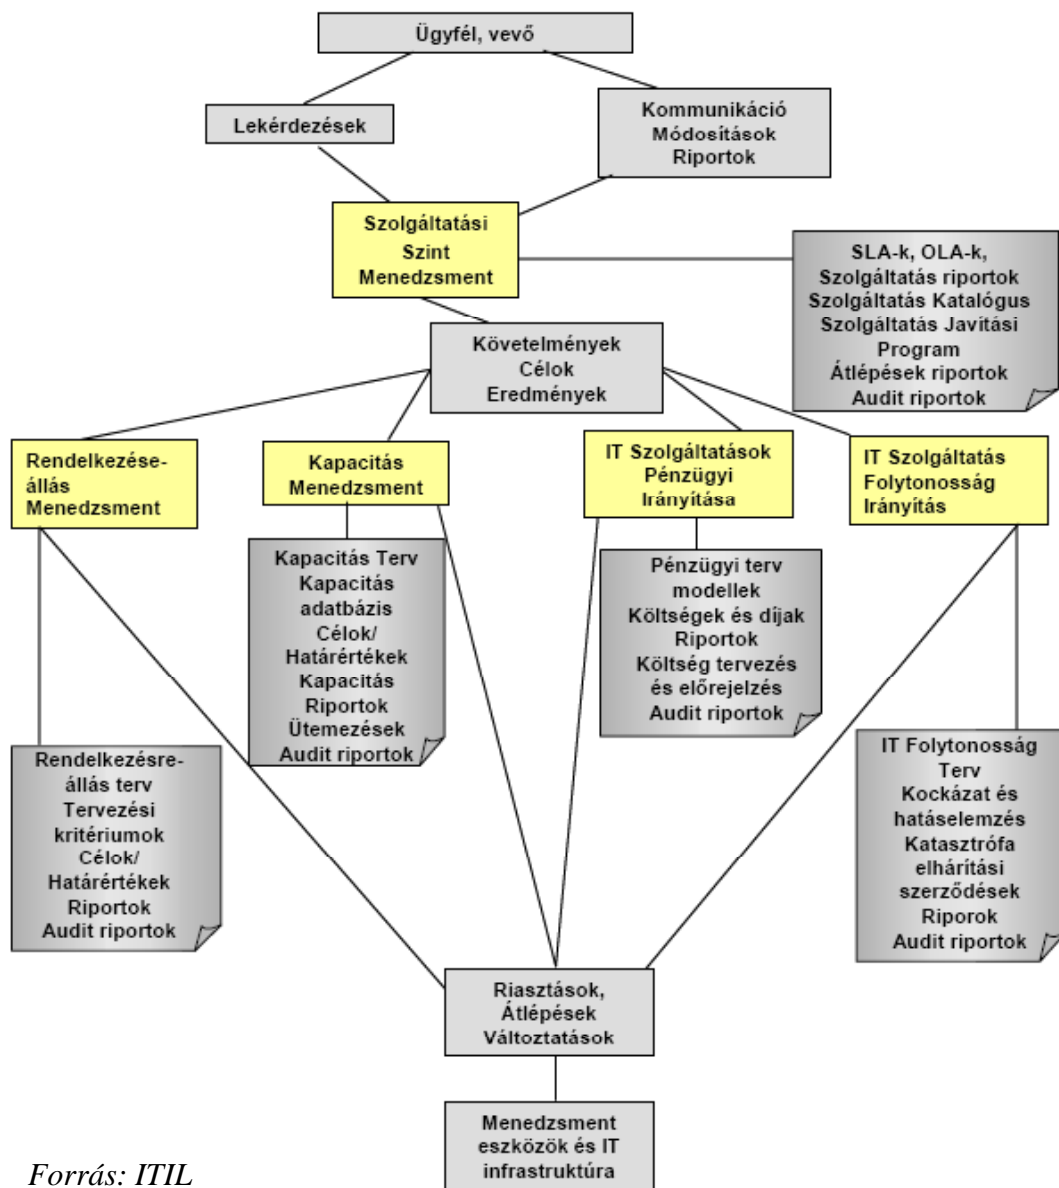 Ügyfél, vevő
Lekérdezések
Kommunikáció
Módosítások
Riportok
Szolgáltatási
Szint
Menedzsment
SLA-k, OLA-k,
Szolgáltatás riportok
Szolgáltatás Katalógus
Szolgáltatás Javítási
Program
Átlépések riportok
Audit riportok
Követelmények
Célok
Eredmények
Rendelkezése-
állás
Menedzsment
Kapacitás
Menedzsment
IT Szolgáltatások
Pénzügyi
Irányítása
IT Szolgáltatás
Folytonosság
Irányítás
Kapacitás Terv
Kapacitás
adatbázis
Célok/
Határértékek
Kapacitás
Riportok
Ütemezések
Audit riportok
Pénzügyi terv
modellek
Költségek és díjak
Riportok
Költség tervezés
és előrejelzés
Audit riportok
Rendelkezésre-
állás terv
Tervezési
kritériumok
Célok/
Határértékek
Riportok
Audit riportok
IT Folytonosság
Terv
Kockázat és
hatáselemzés
Katasztrófa
elhárítási
szerződések
Riporok
Audit riportok
Riasztások,
Átlépések
Változtatások
Menedzsment
eszközök és IT
infrastruktúra
Forrás: ITIL